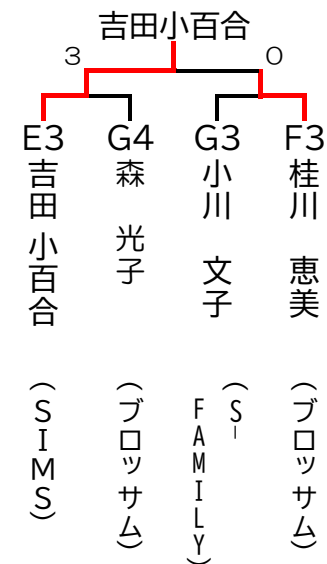 吉田小百合
3 0
E3 G4 G3 F3
吉田 小百合
森 光子
小川 文子
桂川 恵美
(SIMS)
(ブロッサム)
(S-
FAMILY)
(ブロッサム)